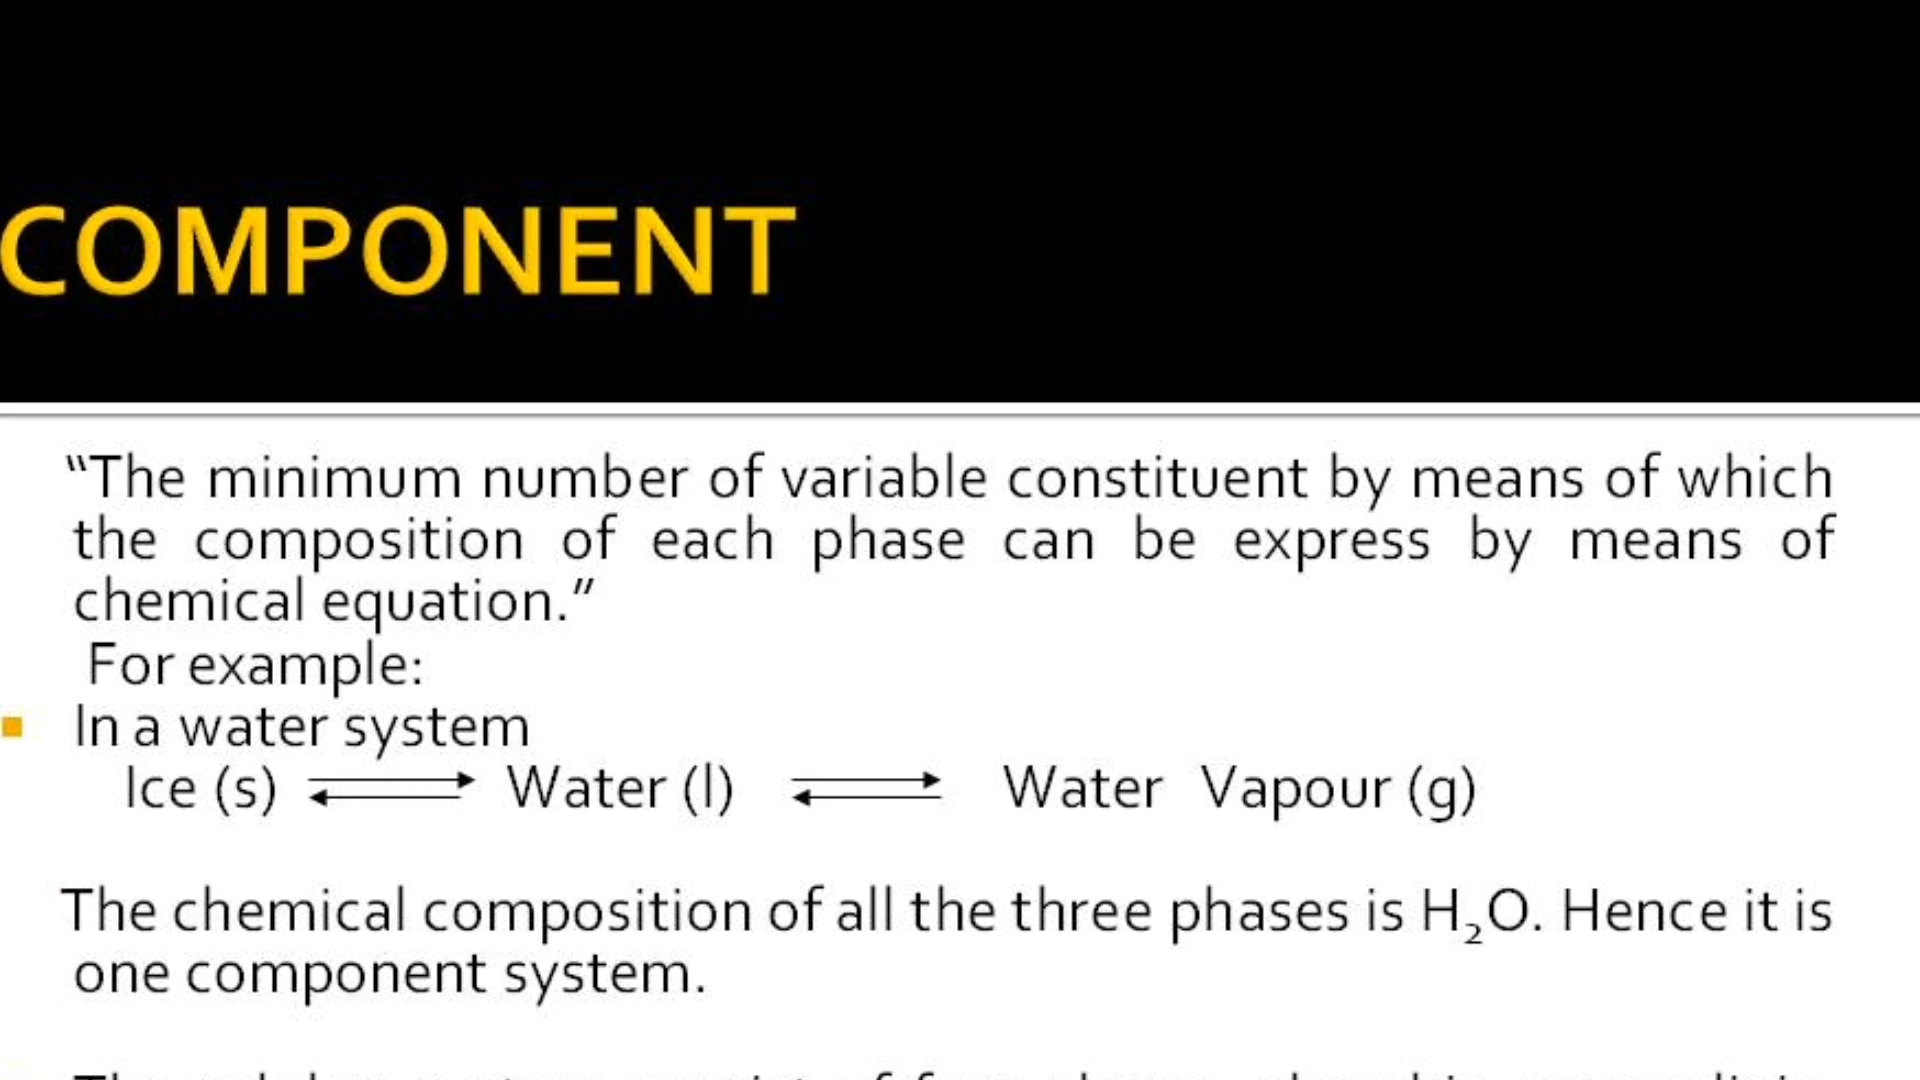 COMPONENT
“The minimum number of variable constituent by means of which
the composition of each phase can be express by means of
chemical equation.”
For example:
In a water system
Ice (s) ⇌ Water (l) ⇌ Water Vapour (g)
The chemical composition of all the three phases is H₂O. Hence it is
one component system.